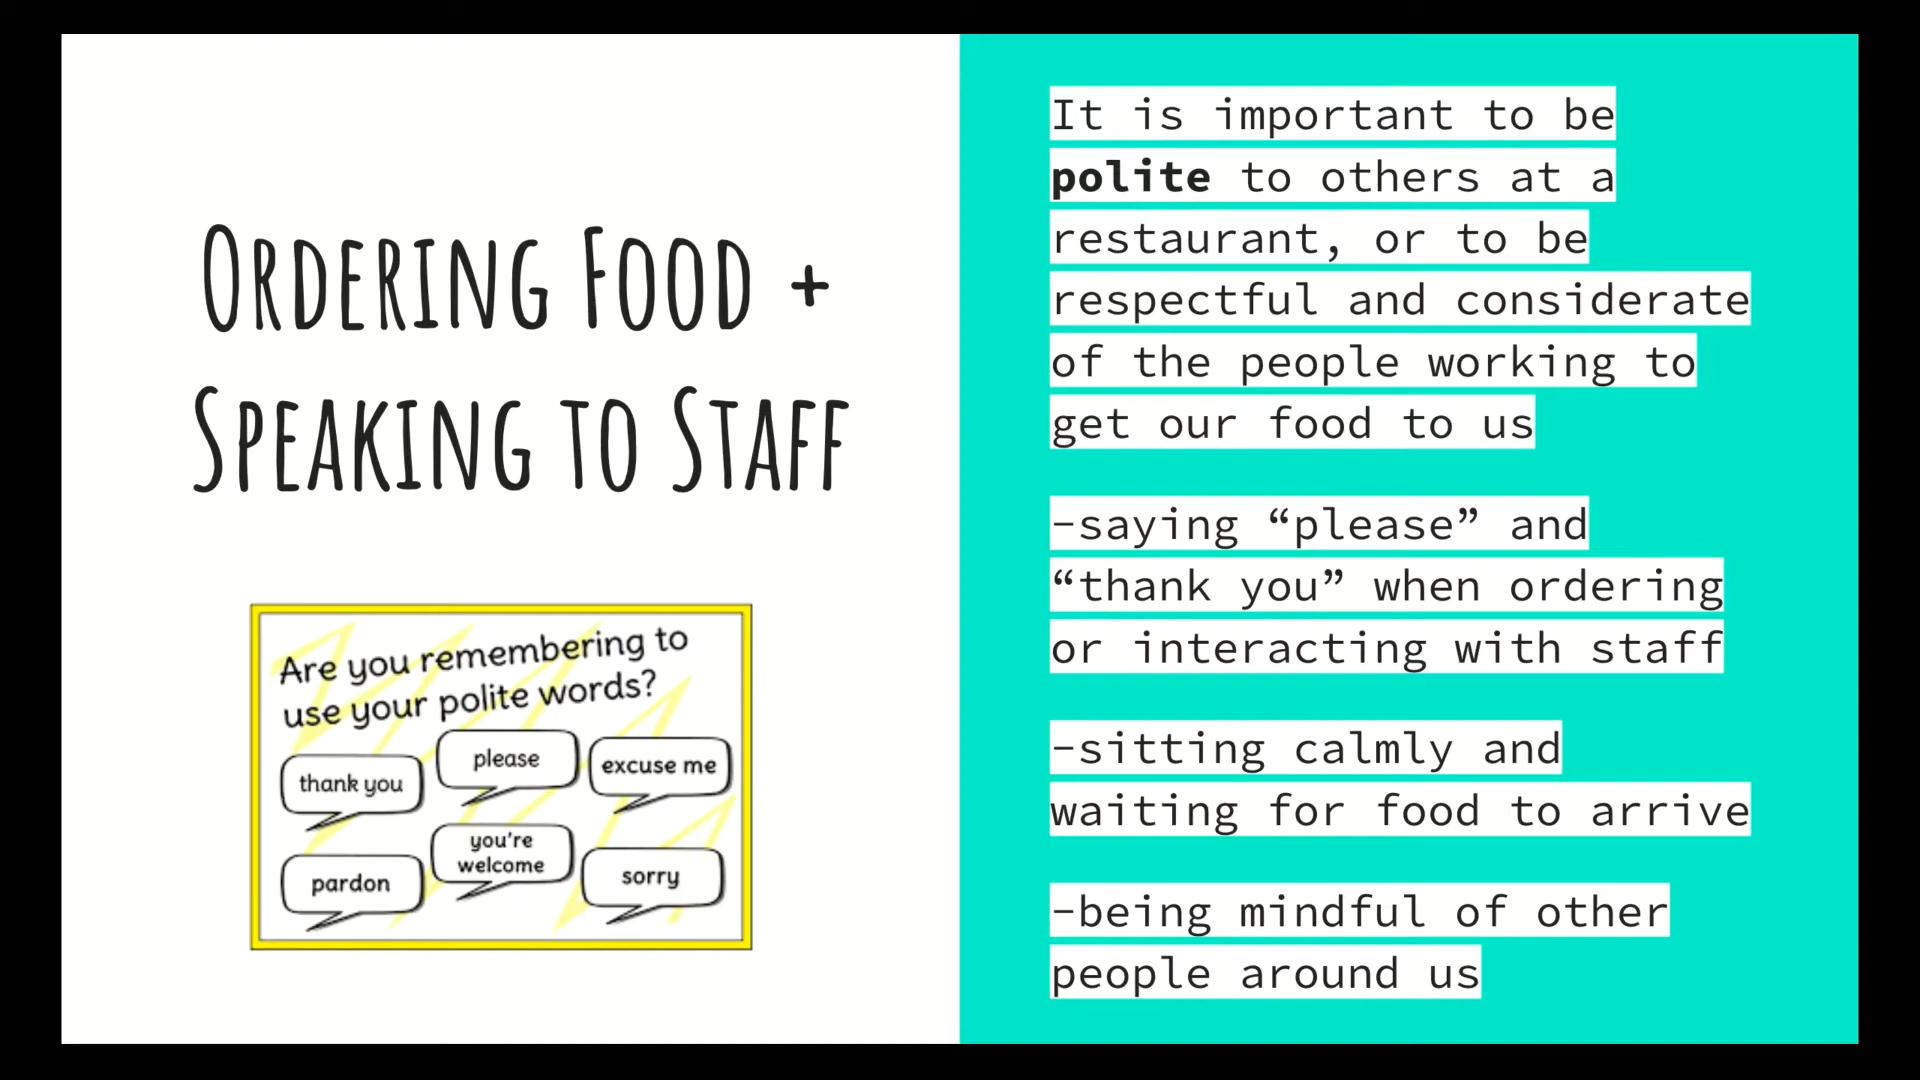 Ordering Food +
Speaking to Staff
Are you remembering to
use your polite words?
thank you
please
excuse me
pardon
you're
welcome
sorry
It is important to be
polite to others at a
restaurant, or to be
respectful and considerate
of the people working to
get our food to us
-saying “please” and
“thank you” when ordering
or interacting with staff
-sitting calmly and
waiting for food to arrive
-being mindful of other
people around us